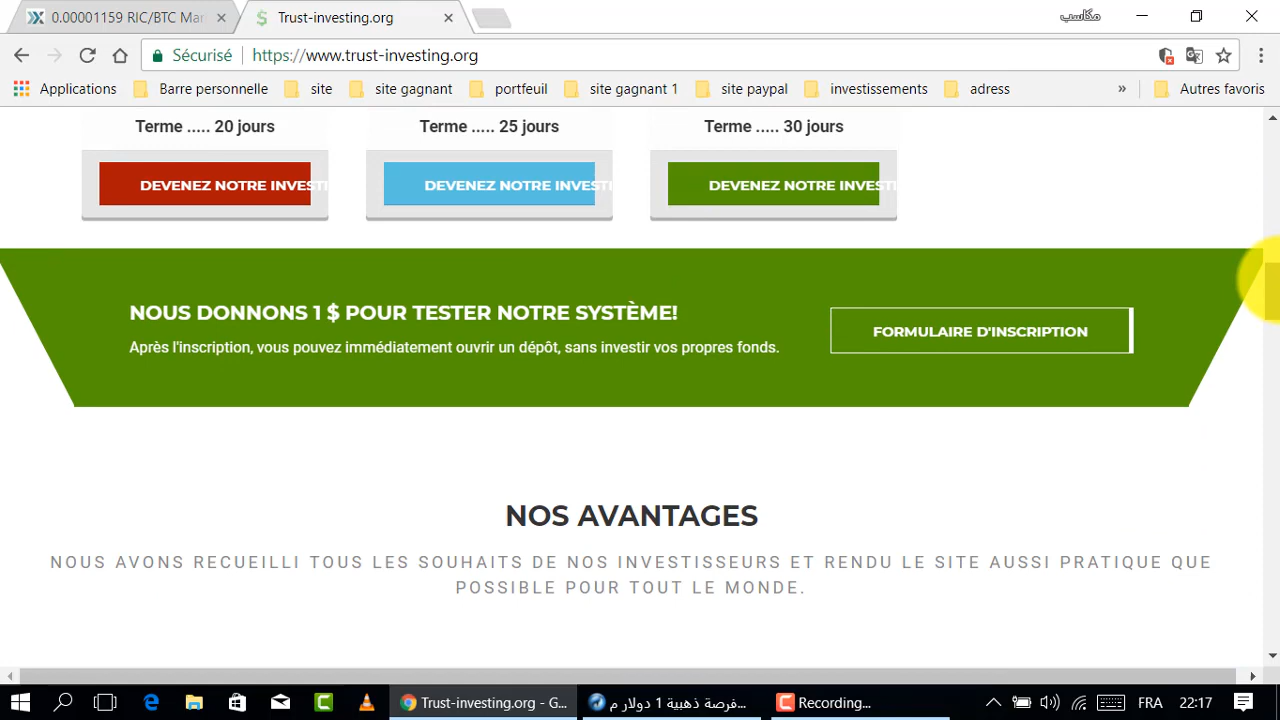 0.00001159 RIC/BTC Mar
Trust-investing.org
مكاسب
Sécurisé
https://www.trust-investing.org
Applications
Barre personnelle
site
site gagnant
portfeuil
site gagnant 1
site paypal
investissements
adress
»
Autres favoris
Terme ..... 20 jours
Terme ..... 25 jours
Terme ..... 30 jours
DEVENEZ NOTRE INVESTI
DEVENEZ NOTRE INVESTI
DEVENEZ NOTRE INVESTI
NOUS DONNONS 1 $ POUR TESTER NOTRE SYSTÈME!
Après l'inscription, vous pouvez immédiatement ouvrir un dépôt, sans investir vos propres fonds.
FORMULAIRE D'INSCRIPTION
NOS AVANTAGES
NOUS AVONS RECUEILLI TOUS LES SOUHAITS DE NOS INVESTISSEURS ET RENDU LE SITE AUSSI PRATIQUE QUE
POSSIBLE POUR TOUT LE MONDE.
Trust-investing.org – G...
فرصة ذهبية 1 دولار م...
Recording...
FRA
22:17